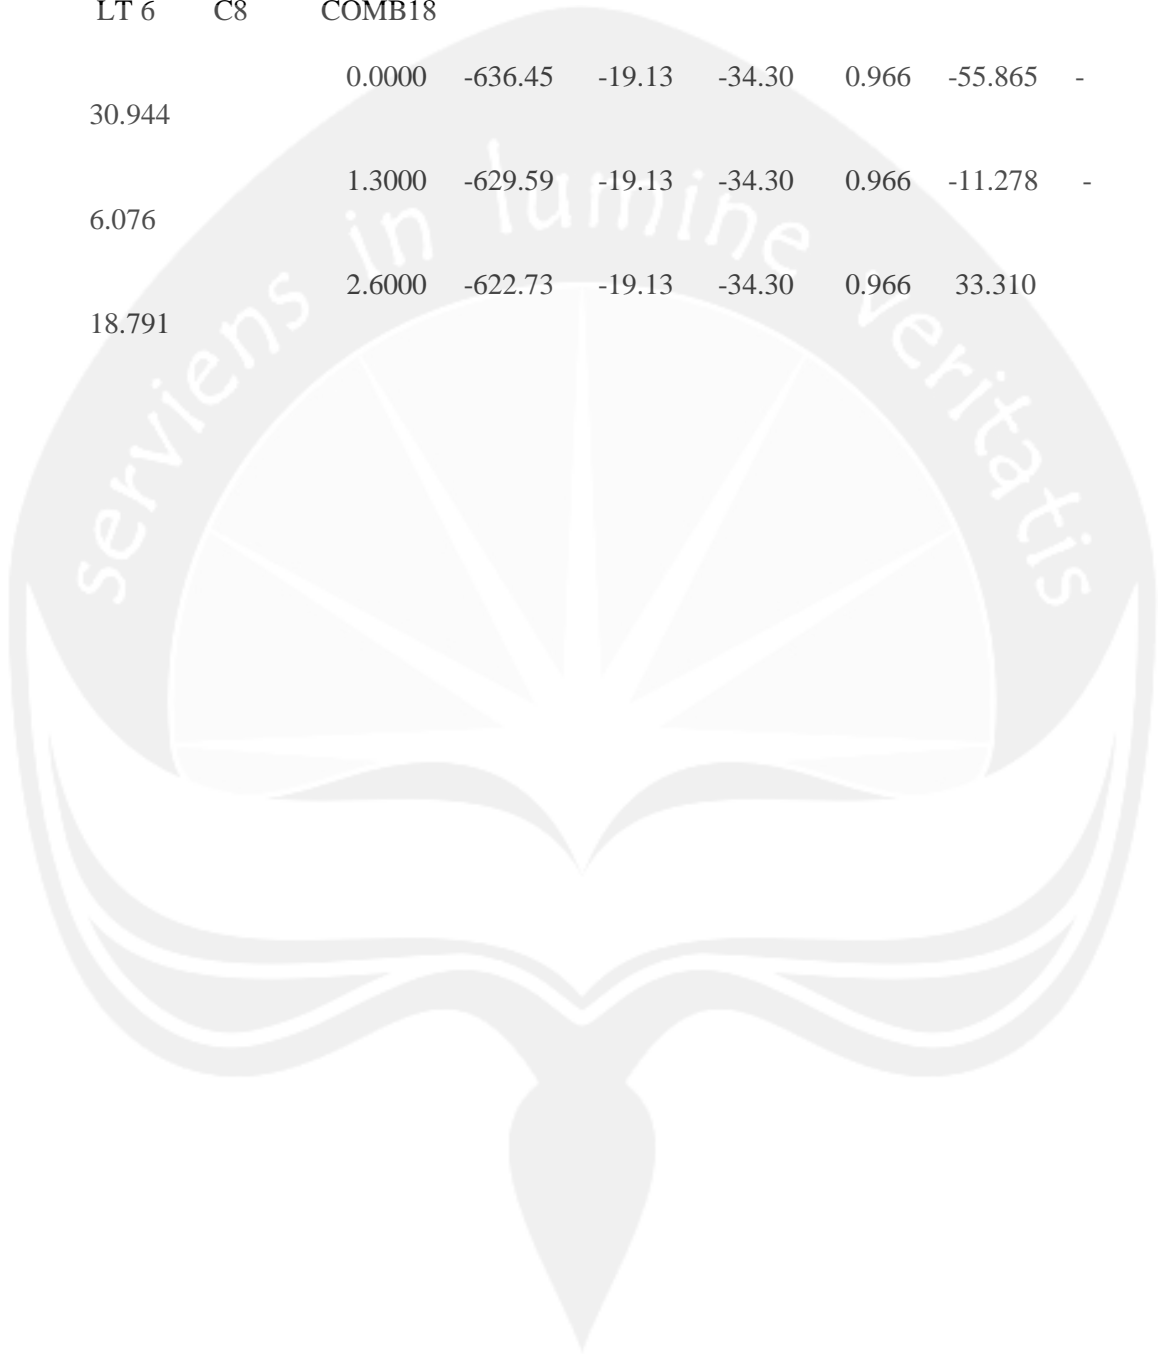 LT 6 C8 COMB18
0.0000 -636.45 -19.13 -34.30 0.966 -55.865 -
30.944
1.3000 -629.59 -19.13 -34.30 0.966 -11.278 -
6.076
2.6000 -622.73 -19.13 -34.30 0.966 33.310
18.791
serviens in lumine veritatis